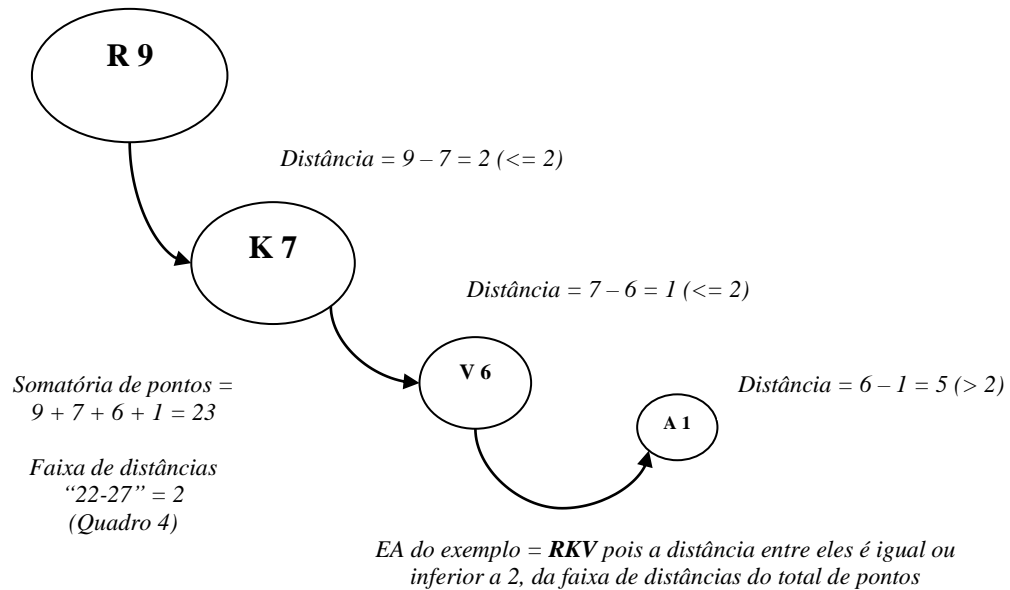 R 9
Distância = 9 – 7 = 2 (<= 2)
K 7
Distância = 7 – 6 = 1 (<= 2)
V 6
Somatória de pontos =
9 + 7 + 6 + 1 = 23
Distância = 6 – 1 = 5 (> 2)
A 1
Faixa de distâncias
“22-27” = 2
(Quadro 4)
EA do exemplo = RKV pois a distância entre eles é igual ou
inferior a 2, da faixa de distâncias do total de pontos